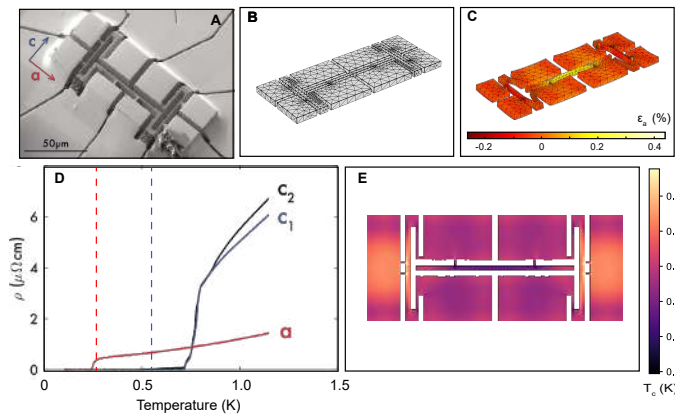 A
c
a
50µm
B
C
εₐ (%)
-0.2
0
0.2
0.4
D
6
4
2
0
ρ (µΩcm)
c₂
c₁
a
0
0.5
1.0
1.5
Temperature (K)
E
T꜀ (K)